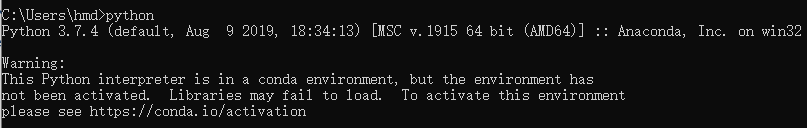 C:\Users\hmd>python
Python 3.7.4 (default, Aug  9 2019, 18:34:13) [MSC v.1915 64 bit (AMD64)] :: Anaconda, Inc. on win32
Warning:
This Python interpreter is in a conda environment, but the environment has
not been activated.  Libraries may fail to load.  To activate this environment
please see https://conda.io/activation